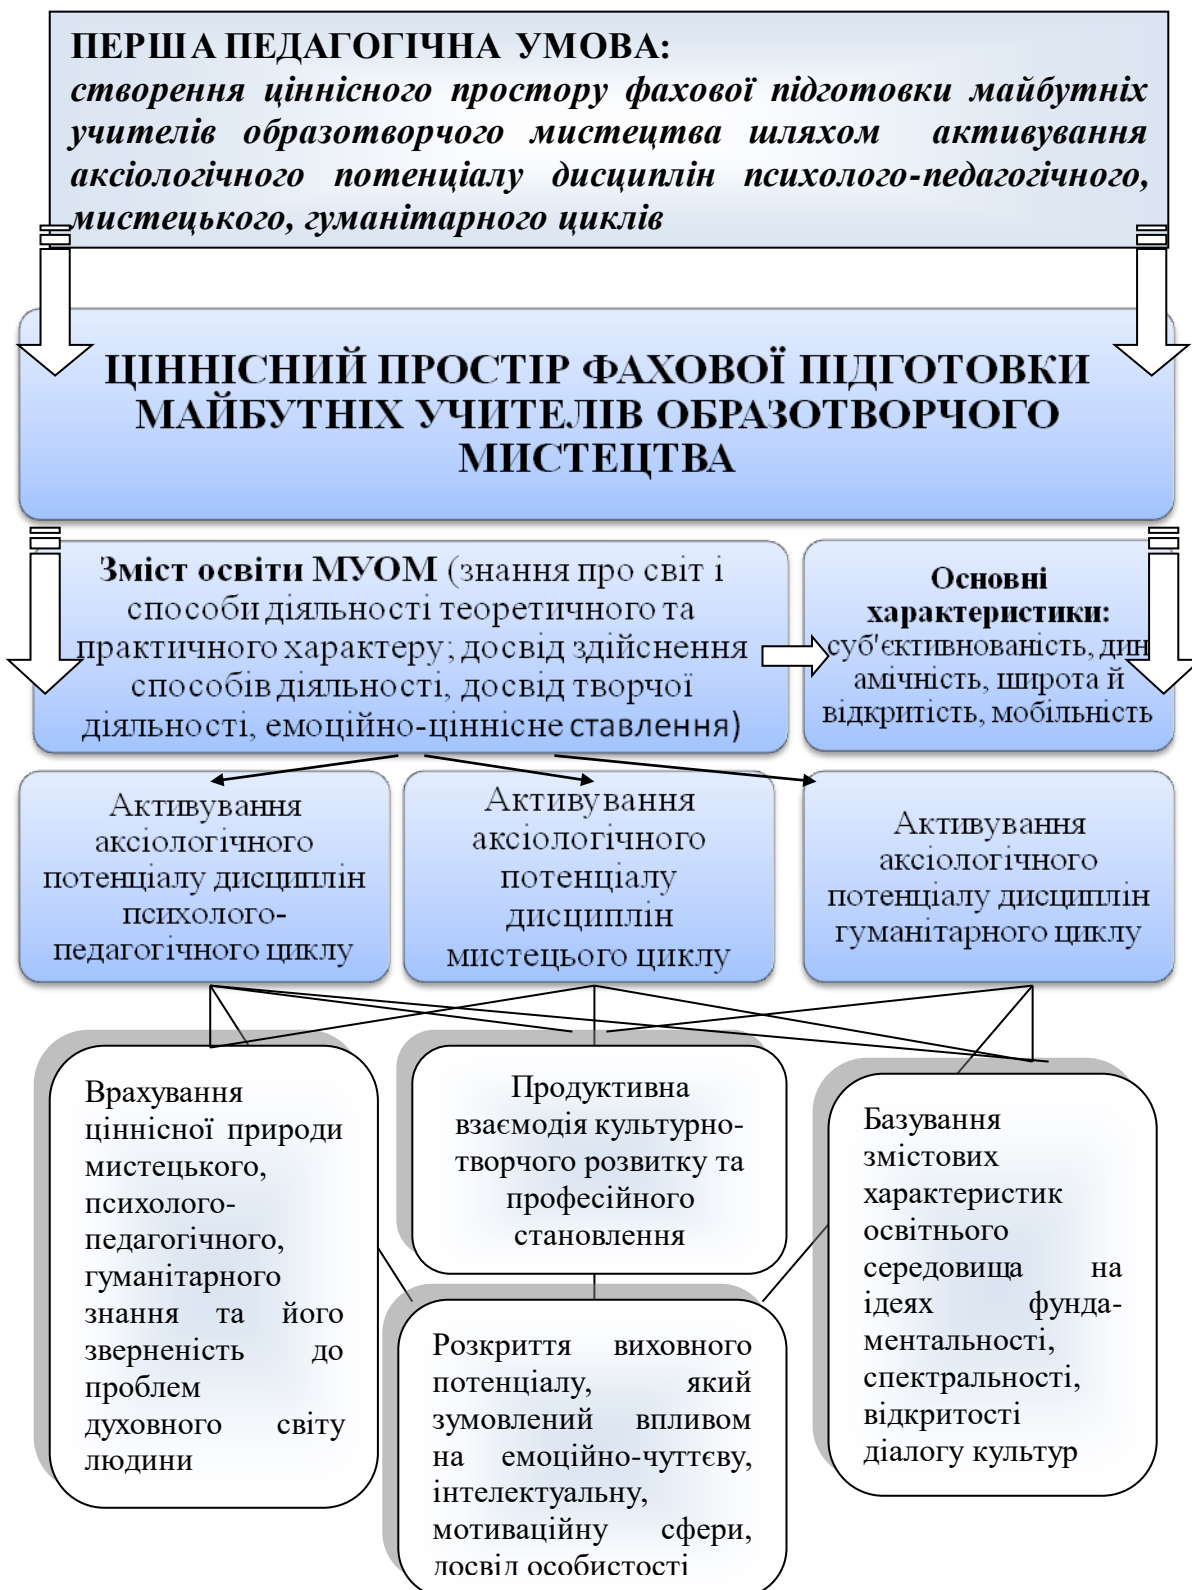 ПЕРША ПЕДАГОГІЧНА УМОВА:
створення ціннісного простору фахової підготовки майбутніх
учителів образотворчого мистецтва шляхом активування
аксіологічного потенціалу дисциплін психолого-педагогічного,
мистецького, гуманітарного циклів
ЦІННІСНИЙ ПРОСТІР ФАХОВОЇ ПІДГОТОВКИ
МАЙБУТНІХ УЧИТЕЛІВ ОБРАЗОТВОРЧОГО
МИСТЕЦТВА
Зміст освіти МУОМ (знання про світ і
способи діяльності теоретичного та
практичного характеру; досвід здійснення
способів діяльності, досвід творчої
діяльності, емоційно-ціннісне ставлення)
Основні
характеристики:
суб'єктивнованість, дин
амічність, широта й
відкритість, мобільність
Активування
аксіологічного
потенціалу дисциплін
психолого-
педагогічного циклу
Активування
аксіологічного
потенціалу
дисциплін
мистецього циклу
Активування
аксіологічного
потенціалу дисциплін
гуманітарного циклу
Врахування
ціннісної природи
мистецького,
психолого-
педагогічного,
гуманітарного
знання та його
зверненість до
проблем
духовного світу
людини
Продуктивна
взаємодія культурно-
творчого розвитку та
професійного
становлення
Базування
змістових
характеристик
освітнього
середовища на
ідеях фунда-
ментальності,
спектральності,
відкритості
діалогу культур
Розкриття виховного
потенціалу, який
зумовлений впливом
на емоційно-чуттєву,
інтелектуальну,
мотиваційну сфери,
досвід особистості